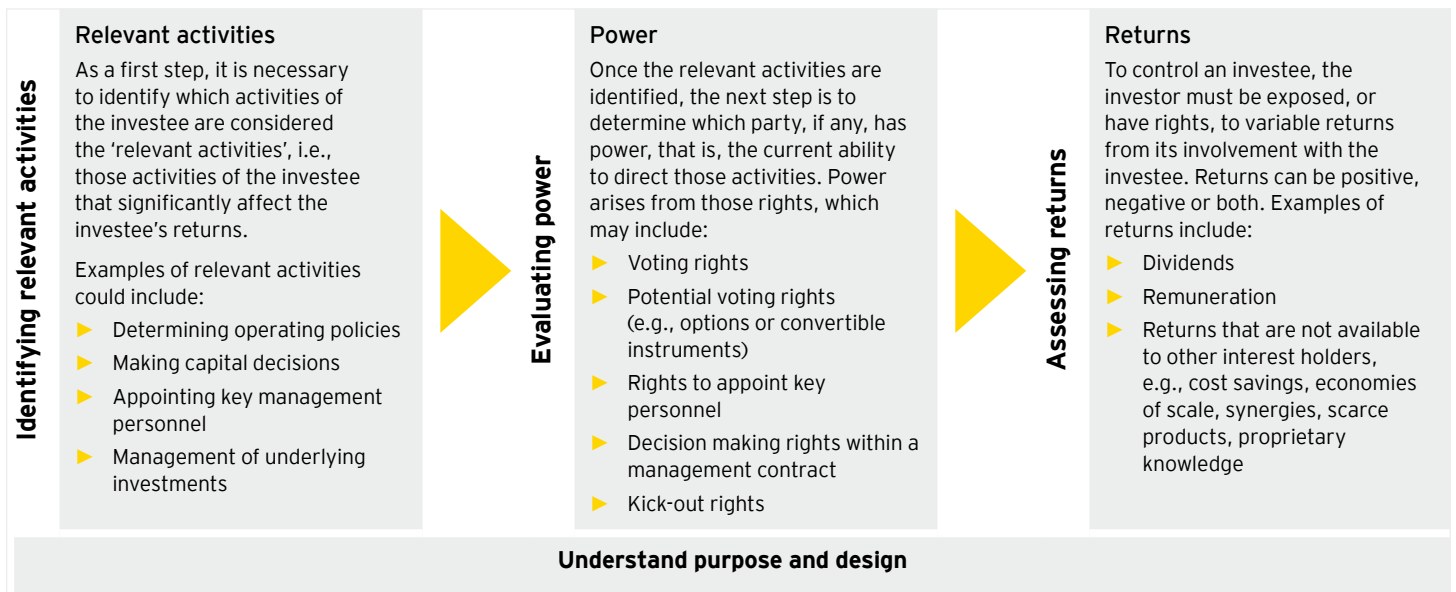 Identifying relevant activities
Relevant activities
As a first step, it is necessary
to identify which activities of
the investee are considered
the ‘relevant activities’, i.e.,
those activities of the investee
that significantly affect the
investee’s returns.
Examples of relevant activities
could include:
► Determining operating policies
► Making capital decisions
► Appointing key management
personnel
► Management of underlying
investments
Evaluating power
Power
Once the relevant activities are
identified, the next step is to
determine which party, if any, has
power, that is, the current ability
to direct those activities. Power
arises from those rights, which
may include:
► Voting rights
► Potential voting rights
(e.g., options or convertible
instruments)
► Rights to appoint key
personnel
► Decision making rights within a
management contract
► Kick-out rights
Assessing returns
Returns
To control an investee, the
investor must be exposed, or
have rights, to variable returns
from its involvement with the
investee. Returns can be positive,
negative or both. Examples of
returns include:
► Dividends
► Remuneration
► Returns that are not available
to other interest holders,
e.g., cost savings, economies
of scale, synergies, scarce
products, proprietary
knowledge
Understand purpose and design